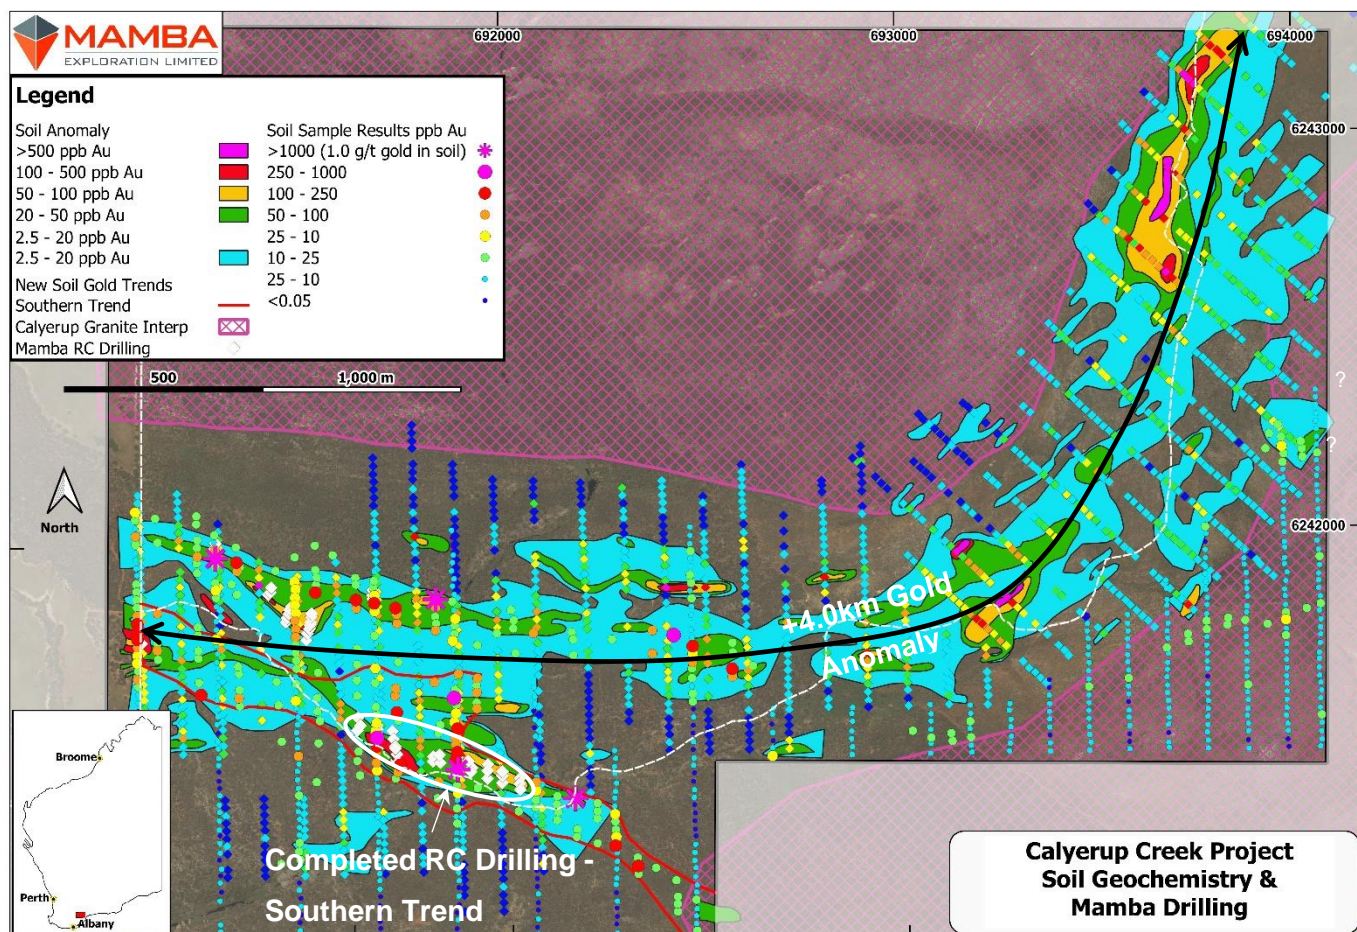 MAMBA
EXPLORATION LIMITED
692000
693000
694000
6243000
6242000
Legend
Soil Anomaly
>500 ppb Au
100 - 500 ppb Au
50 - 100 ppb Au
20 - 50 ppb Au
2.5 - 20 ppb Au
2.5 - 20 ppb Au
New Soil Gold Trends
Southern Trend
Calyerup Granite Interp
Mamba RC Drilling
Soil Sample Results ppb Au
>1000 (1.0 g/t gold in soil)
250 - 1000
100 - 250
50 - 100
25 - 10
10 - 25
25 - 10
<0.05
500
1,000 m
North
?
?
+4.0km Gold
Anomaly
Completed RC Drilling -
Southern Trend
Broome
Perth
Albany
Calyerup Creek Project
Soil Geochemistry &
Mamba Drilling